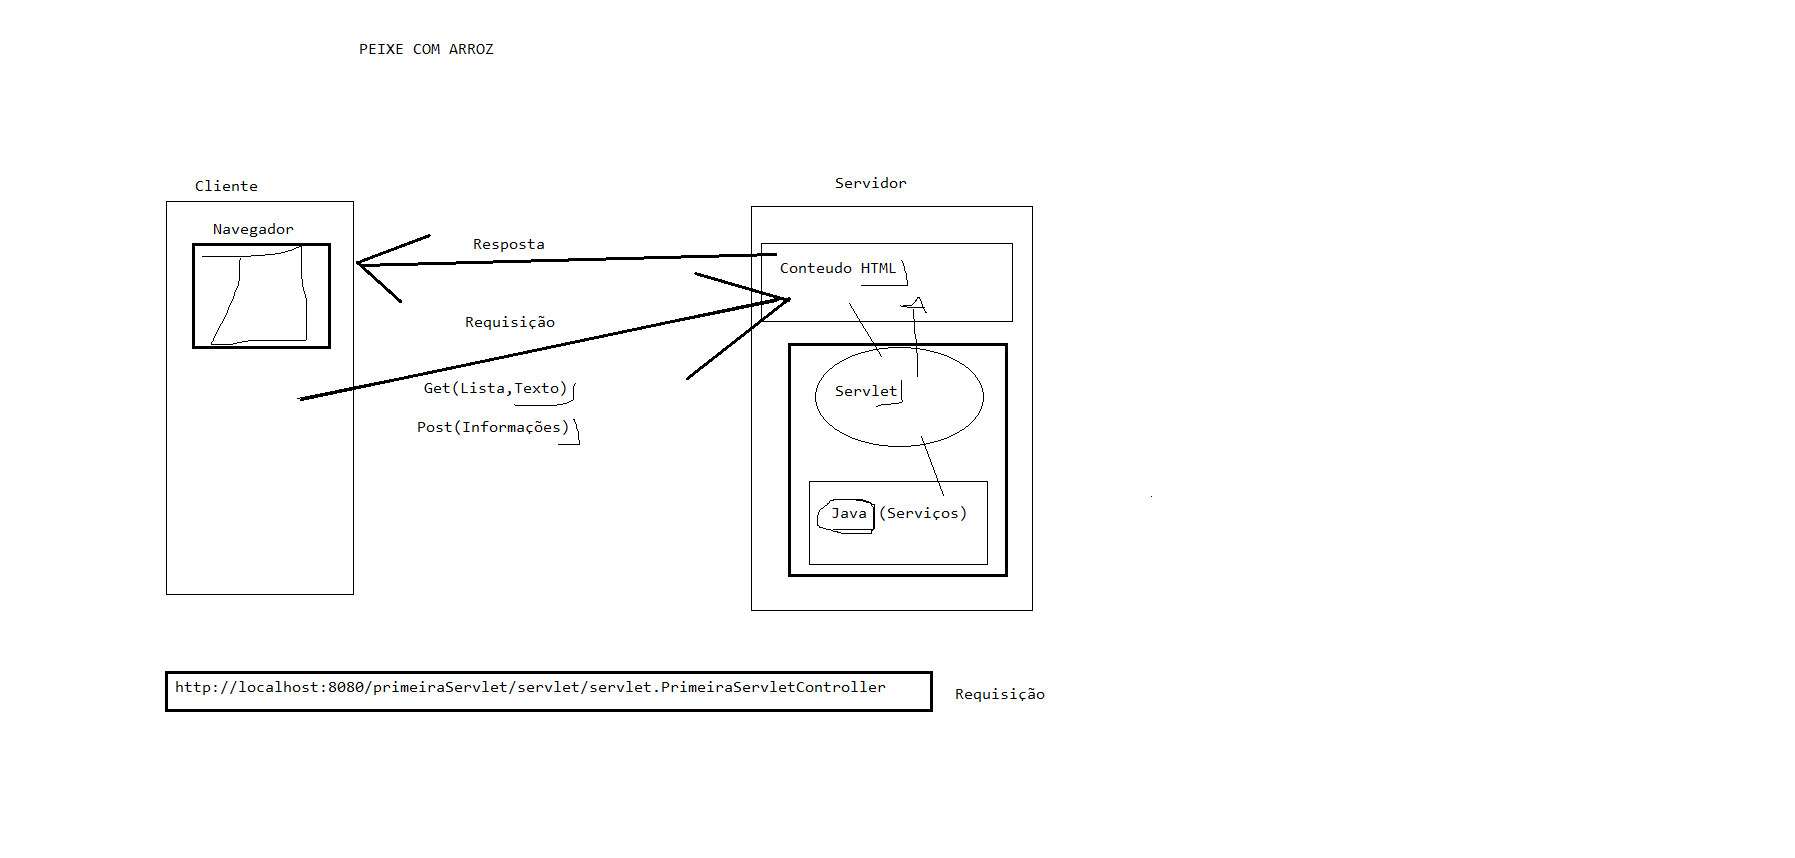 PEIXE COM ARROZ
Cliente
Servidor
Navegador
Resposta
Conteudo HTML
Requisição
Get(Lista,Texto)
Servlet
Post(Informações)
Java (Serviços)
http://localhost:8080/primeiraServlet/servlet/servlet.PrimeiraServletController
Requisição